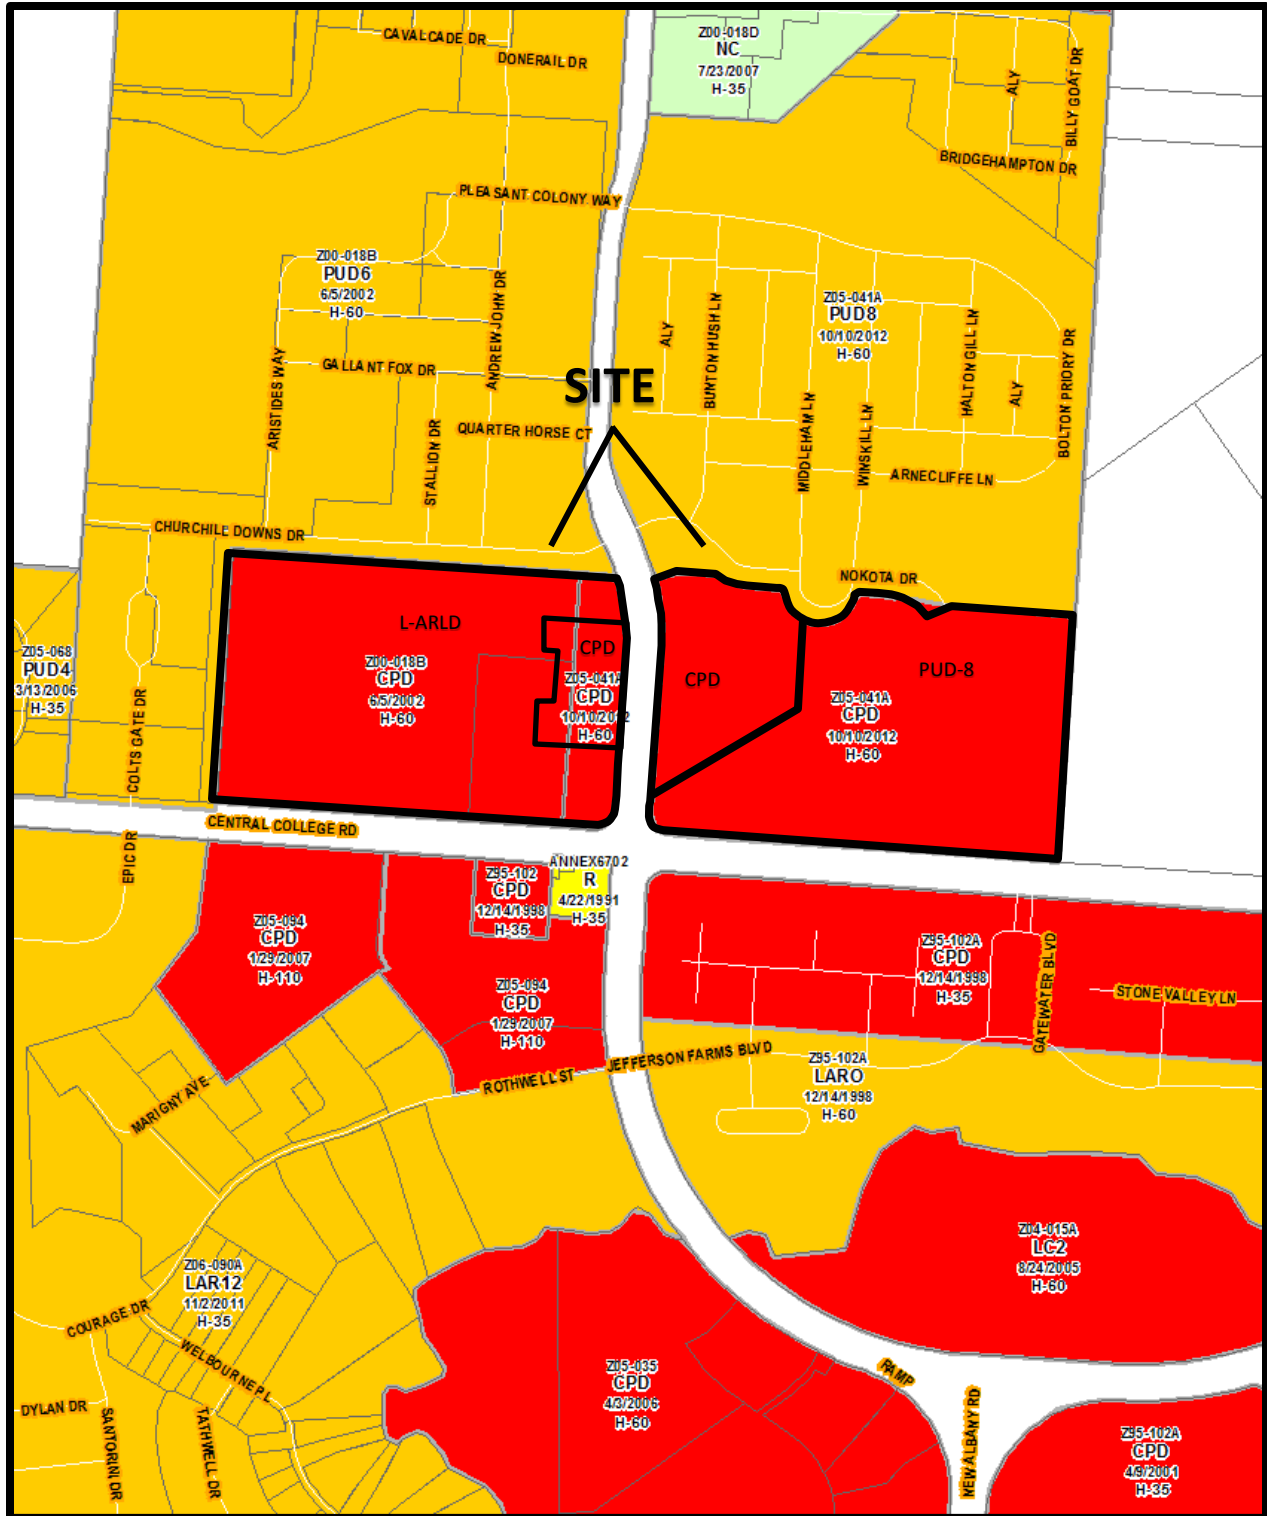 CAVALCADE DR
DONERAIL DR
Z00-018D
NC
7/23/2007
H-35
ALY
BILLY GOAT DR
BRIDGEHAMPTON DR
PLEASANT COLONY WAY
Z00-018B
PUD6
6/5/2002
H-60
ANDREW JOHN DR
ARISTIDES WAY
GALLANT FOX DR
STALLION DR
QUARTER HORSE CT
SITE
ALY
BUNTON HUSH LN
Z05-041A
PUD8
10/10/2012
H-60
MIDDLEHAM LN
WINSKILL LN
HALTON GILL LN
ALY
BOLTON PRIORY DR
ARNECLIFFE LN
CHURCHILL DOWNS DR
NOKOTA DR
Z05-068
PUD4
3/13/2006
H-35
COLTS GATE DR
L-ARLD
Z00-018B
CPD
6/5/2002
H-60
CPD
Z05-041A
CPD
10/10/2012
H-60
CPD
PUD-8
Z05-041A
CPD
10/10/2012
H-60
CENTRAL COLLEGE RD
EPIC DR
Z95-102
CPD
12/14/1998
H-35
ANNEX6702
R
4/22/1991
H-35
Z05-094
CPD
1/29/2007
H-110
Z05-094
CPD
1/29/2007
H-110
Z95-102A
CPD
12/14/1998
H-35
GATEWATER BLVD
STONE VALLEY LN
JEFFERSON FARMS BLVD
ROTHWELL ST
MARIGNY AVE
Z95-102A
LARO
12/14/1998
H-60
Z06-090A
LAR12
11/2/2011
H-35
Z04-015A
LC2
8/24/2005
H-60
COURAGE DR
WELBOURNE PL
DYLAN DR
SANTORINI DR
TATHWELL DR
Z05-035
CPD
4/3/2006
H-60
RAMP
NEW ALBANY RD
Z95-102A
CPD
4/9/2001
H-35